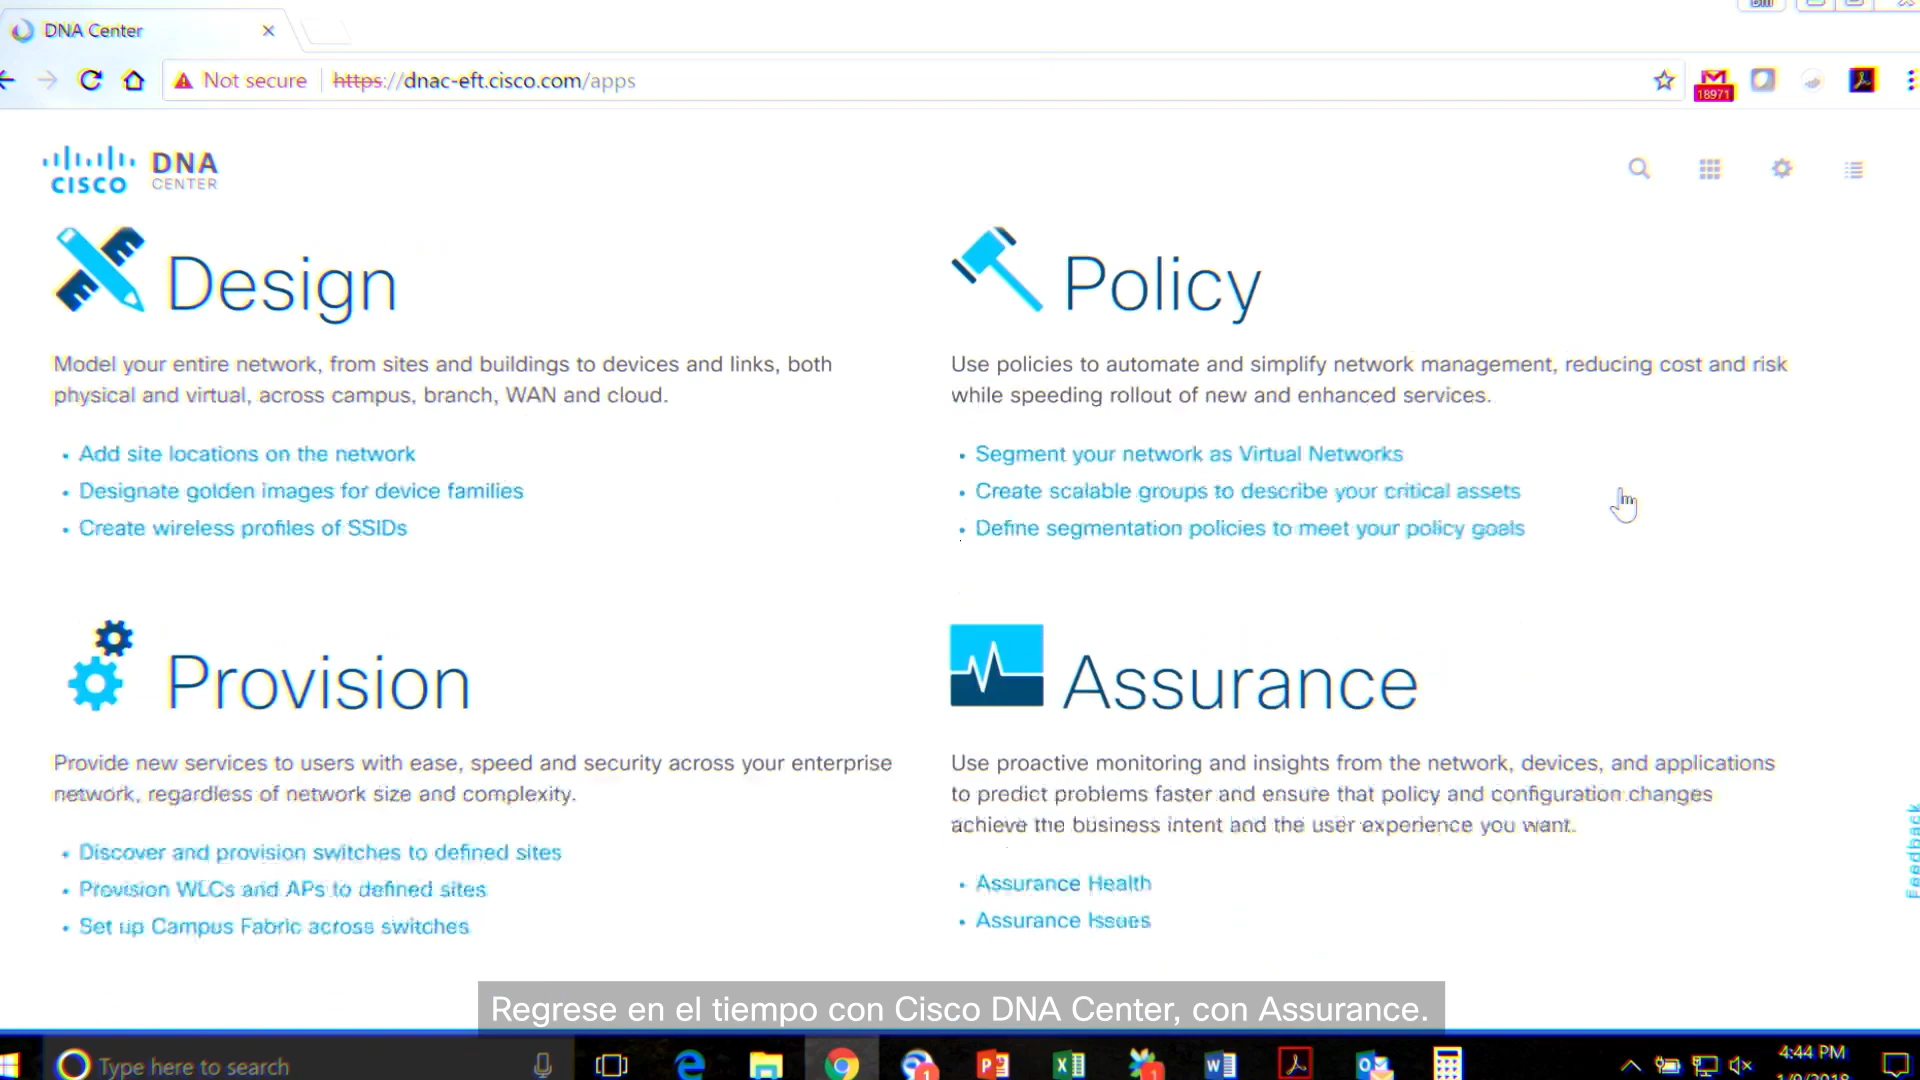 DNA Center
Not secure
https://dnac-eft.cisco.com/apps
18971
CISCO
DNA
CENTER
Design
Model your entire network, from sites and buildings to devices and links, both
physical and virtual, across campus, branch, WAN and cloud.
Add site locations on the network
Designate golden images for device families
Create wireless profiles of SSIDs
Policy
Use policies to automate and simplify network management, reducing cost and risk
while speeding rollout of new and enhanced services.
Segment your network as Virtual Networks
Create scalable groups to describe your critical assets
Define segmentation policies to meet your policy goals
Provision
Provide new services to users with ease, speed and security across your enterprise
network, regardless of network size and complexity.
Discover and provision switches to defined sites
Provision WLCs and APs to defined sites
Set up Campus Fabric across switches
Assurance
Use proactive monitoring and insights from the network, devices, and applications
to predict problems faster and ensure that policy and configuration changes
achieve the business intent and the user experience you want.
Assurance Health
Assurance Issues
Feedback
Regrese en el tiempo con Cisco DNA Center, con Assurance.
Type here to search
4:44 PM